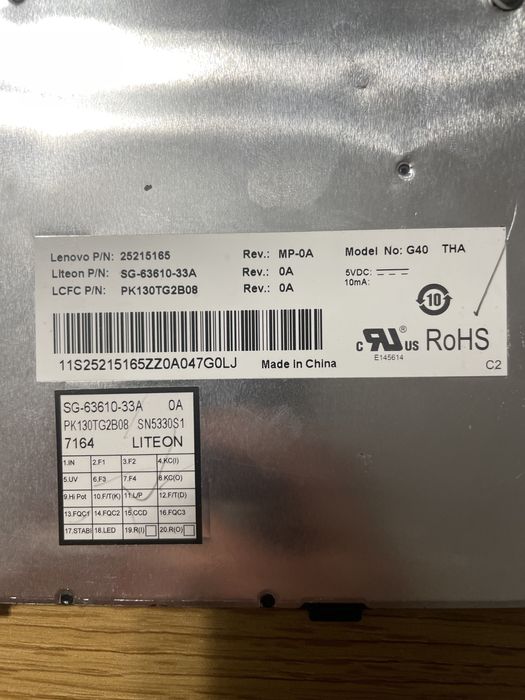 Lenovo P/N: 25215165 Rev.: MP-0A Model No: G40 THA
Liteon P/N: SG-63610-33A Rev.: 0A 5VDC:
LCFC P/N: PK130TG2B08 Rev.: 0A 10mA:
10
c RU ® US RoHS
E145614
11S25215165ZZ0A047G0LJ Made in China C2
SG-63610-33A 0A
PK130TG2B08 SN5330S1
7164 LITEON
1.IN 2.F1 3.F2 4.KC(I)
5.UV 6.F3 7.F4 8.KC(O)
9.Hi Pot 10.F/T(K) 11.L/P 12.F/T(D)
13.FQC1 14.FQC2 15.CCD 16.FQC3
17.STABI 18.LED 19.R(I) 20.R(O)